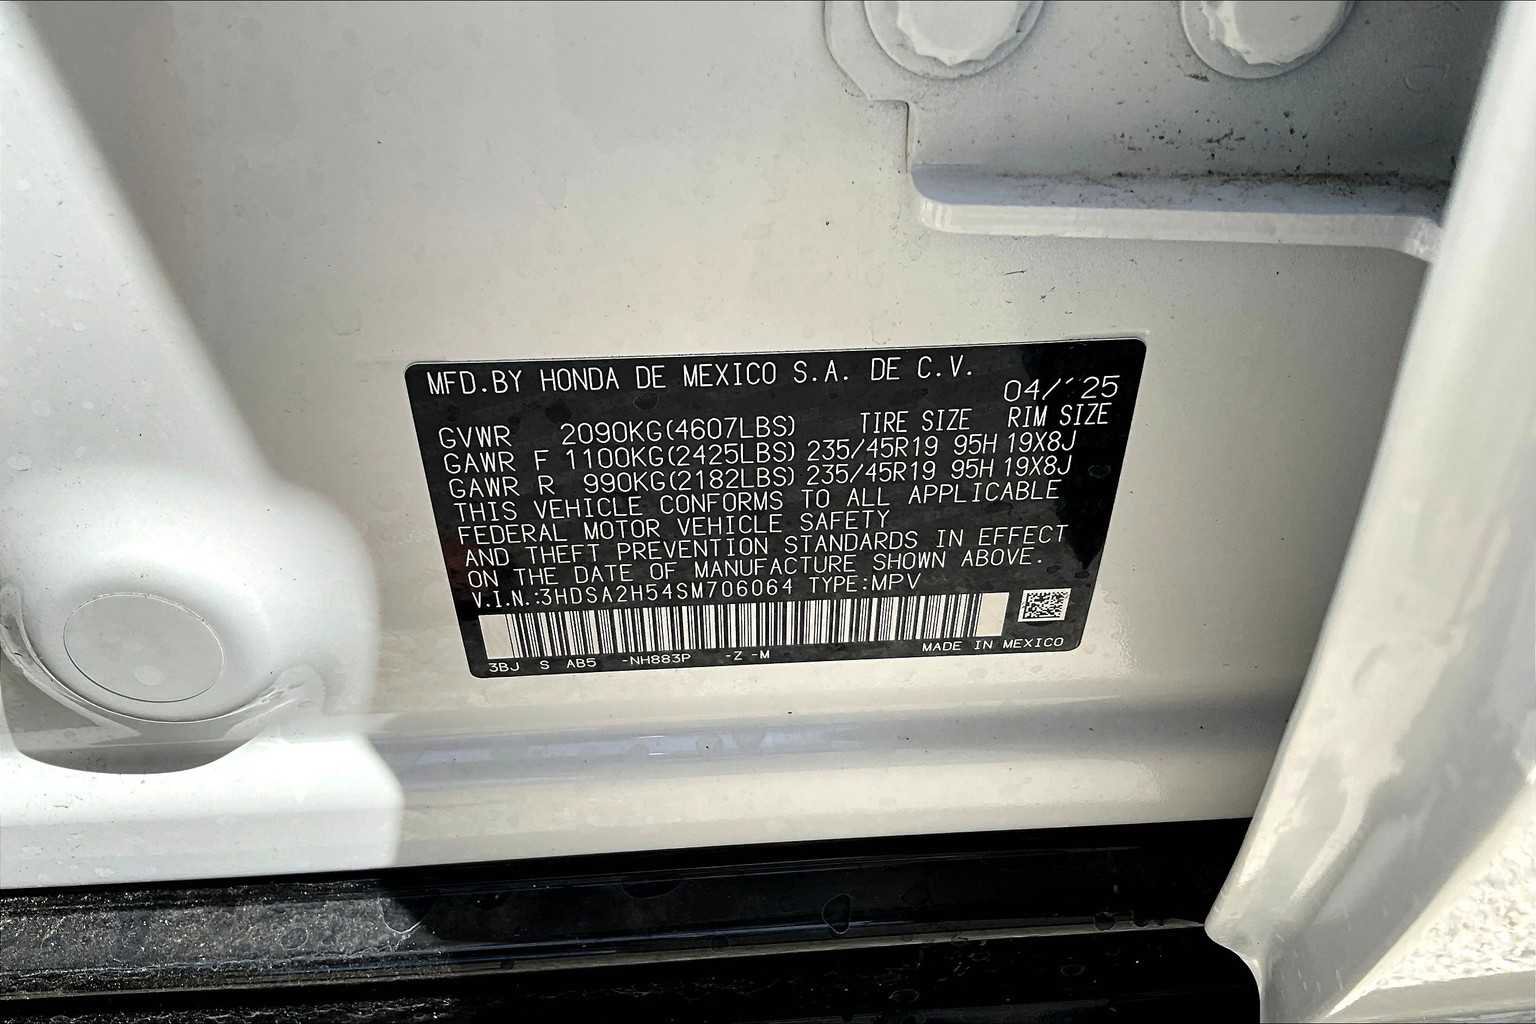 MFD.BY HONDA DE MEXICO S.A. DE C.V.
04/´25
GVWR 2090KG(4607LBS) TIRE SIZE RIM SIZE
GAWR F 1100KG(2425LBS) 235/45R19 95H 19X8J
GAWR R 990KG(2182LBS) 235/45R19 95H 19X8J
THIS VEHICLE CONFORMS TO ALL APPLICABLE
FEDERAL MOTOR VEHICLE SAFETY
AND THEFT PREVENTION STANDARDS IN EFFECT
ON THE DATE OF MANUFACTURE SHOWN ABOVE.
V.I.N.:3HDSA2H54SM706064 TYPE:MPV
MADE IN MEXICO
3BJ S AB5 -NH883P -Z -M